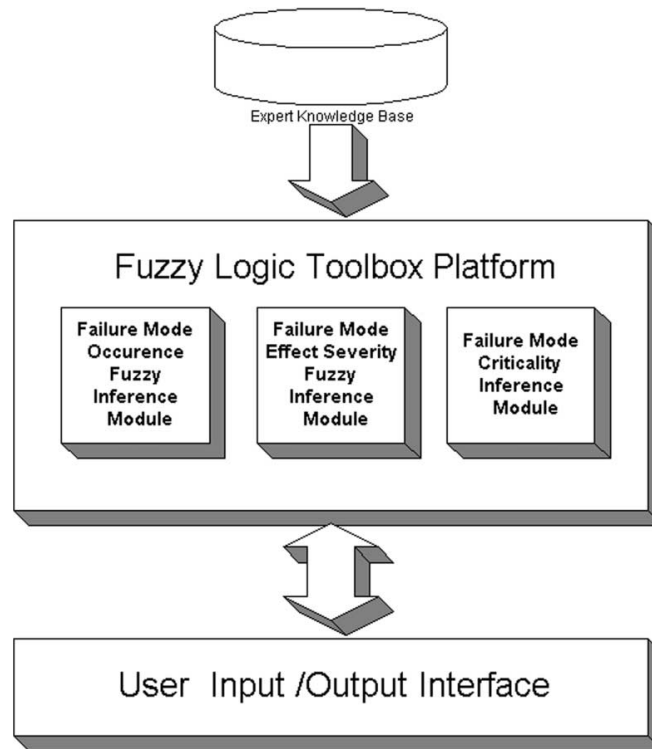 Expert Knowledge Base
Fuzzy Logic Toolbox Platform
Failure Mode
Occurence
Fuzzy
Inference
Module
Failure Mode
Effect Severity
Fuzzy
Inference
Module
Failure Mode
Criticality
Inference
Module
User Input /Output Interface